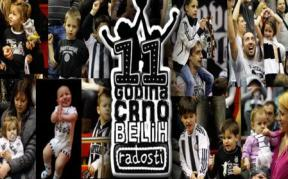 11
GODINA
CRNO
BELIH
radosti